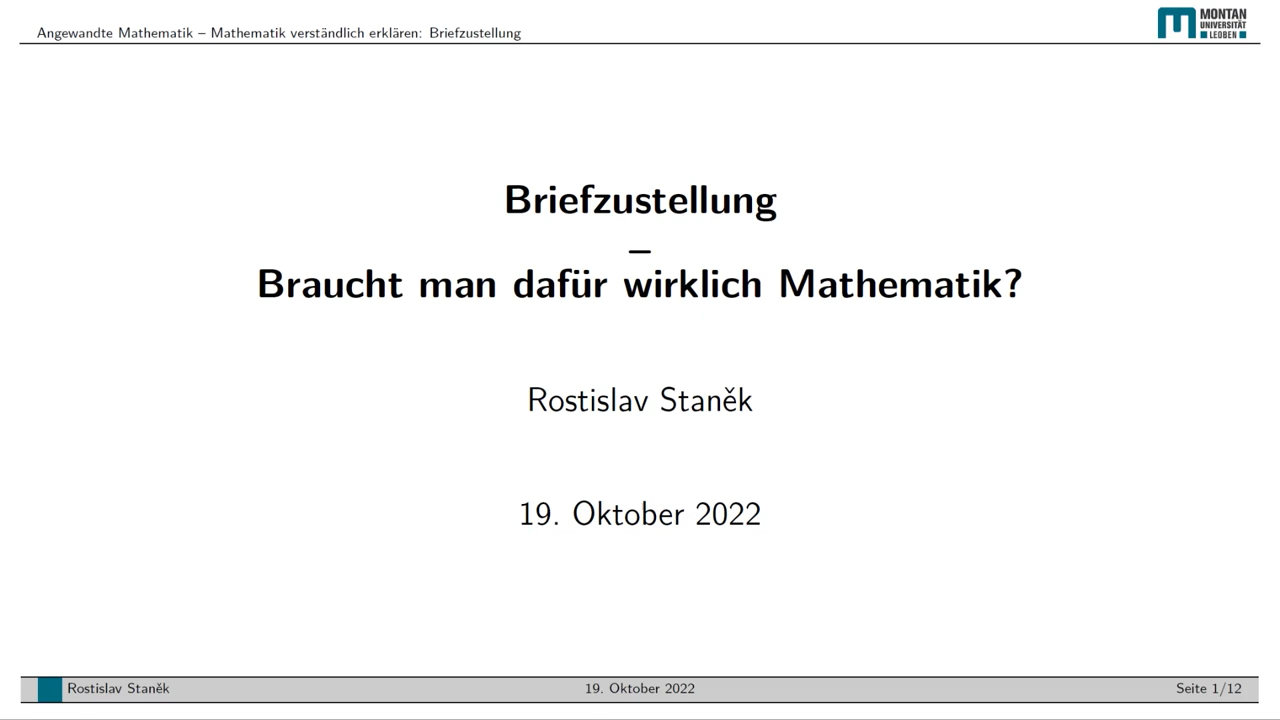 Angewandte Mathematik – Mathematik verständlich erklären: Briefzustellung
MONTAN
UNIVERSITÄT
LEOBEN
Briefzustellung
–
Braucht man dafür wirklich Mathematik?
Rostislav Staněk
19. Oktober 2022
Rostislav Staněk 19. Oktober 2022 Seite 1/12